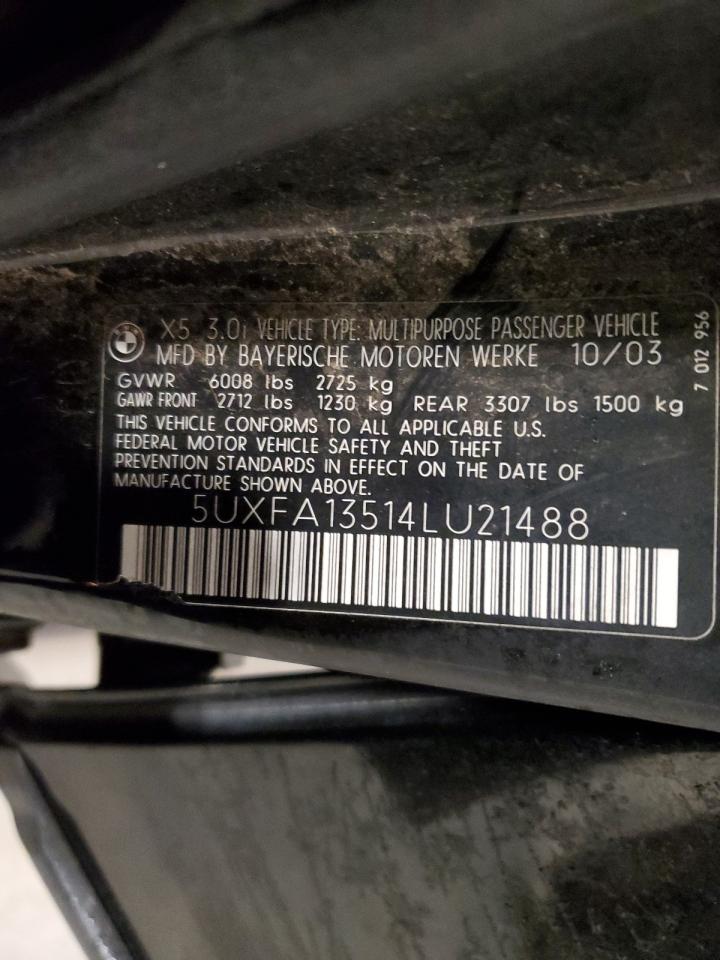 X5 3.0i VEHICLE TYPE: MULTIPURPOSE PASSENGER VEHICLE
MFD BY BAYERISCHE MOTOREN WERKE 10/03
GVWR 6008 lbs 2725 kg
GAWR FRONT 2712 lbs 1230 kg REAR 3307 lbs 1500 kg
THIS VEHICLE CONFORMS TO ALL APPLICABLE U.S.
FEDERAL MOTOR VEHICLE SAFETY AND THEFT
PREVENTION STANDARDS IN EFFECT ON THE DATE OF
MANUFACTURE SHOWN ABOVE.
5UXFA13514LU21488
7 012 956